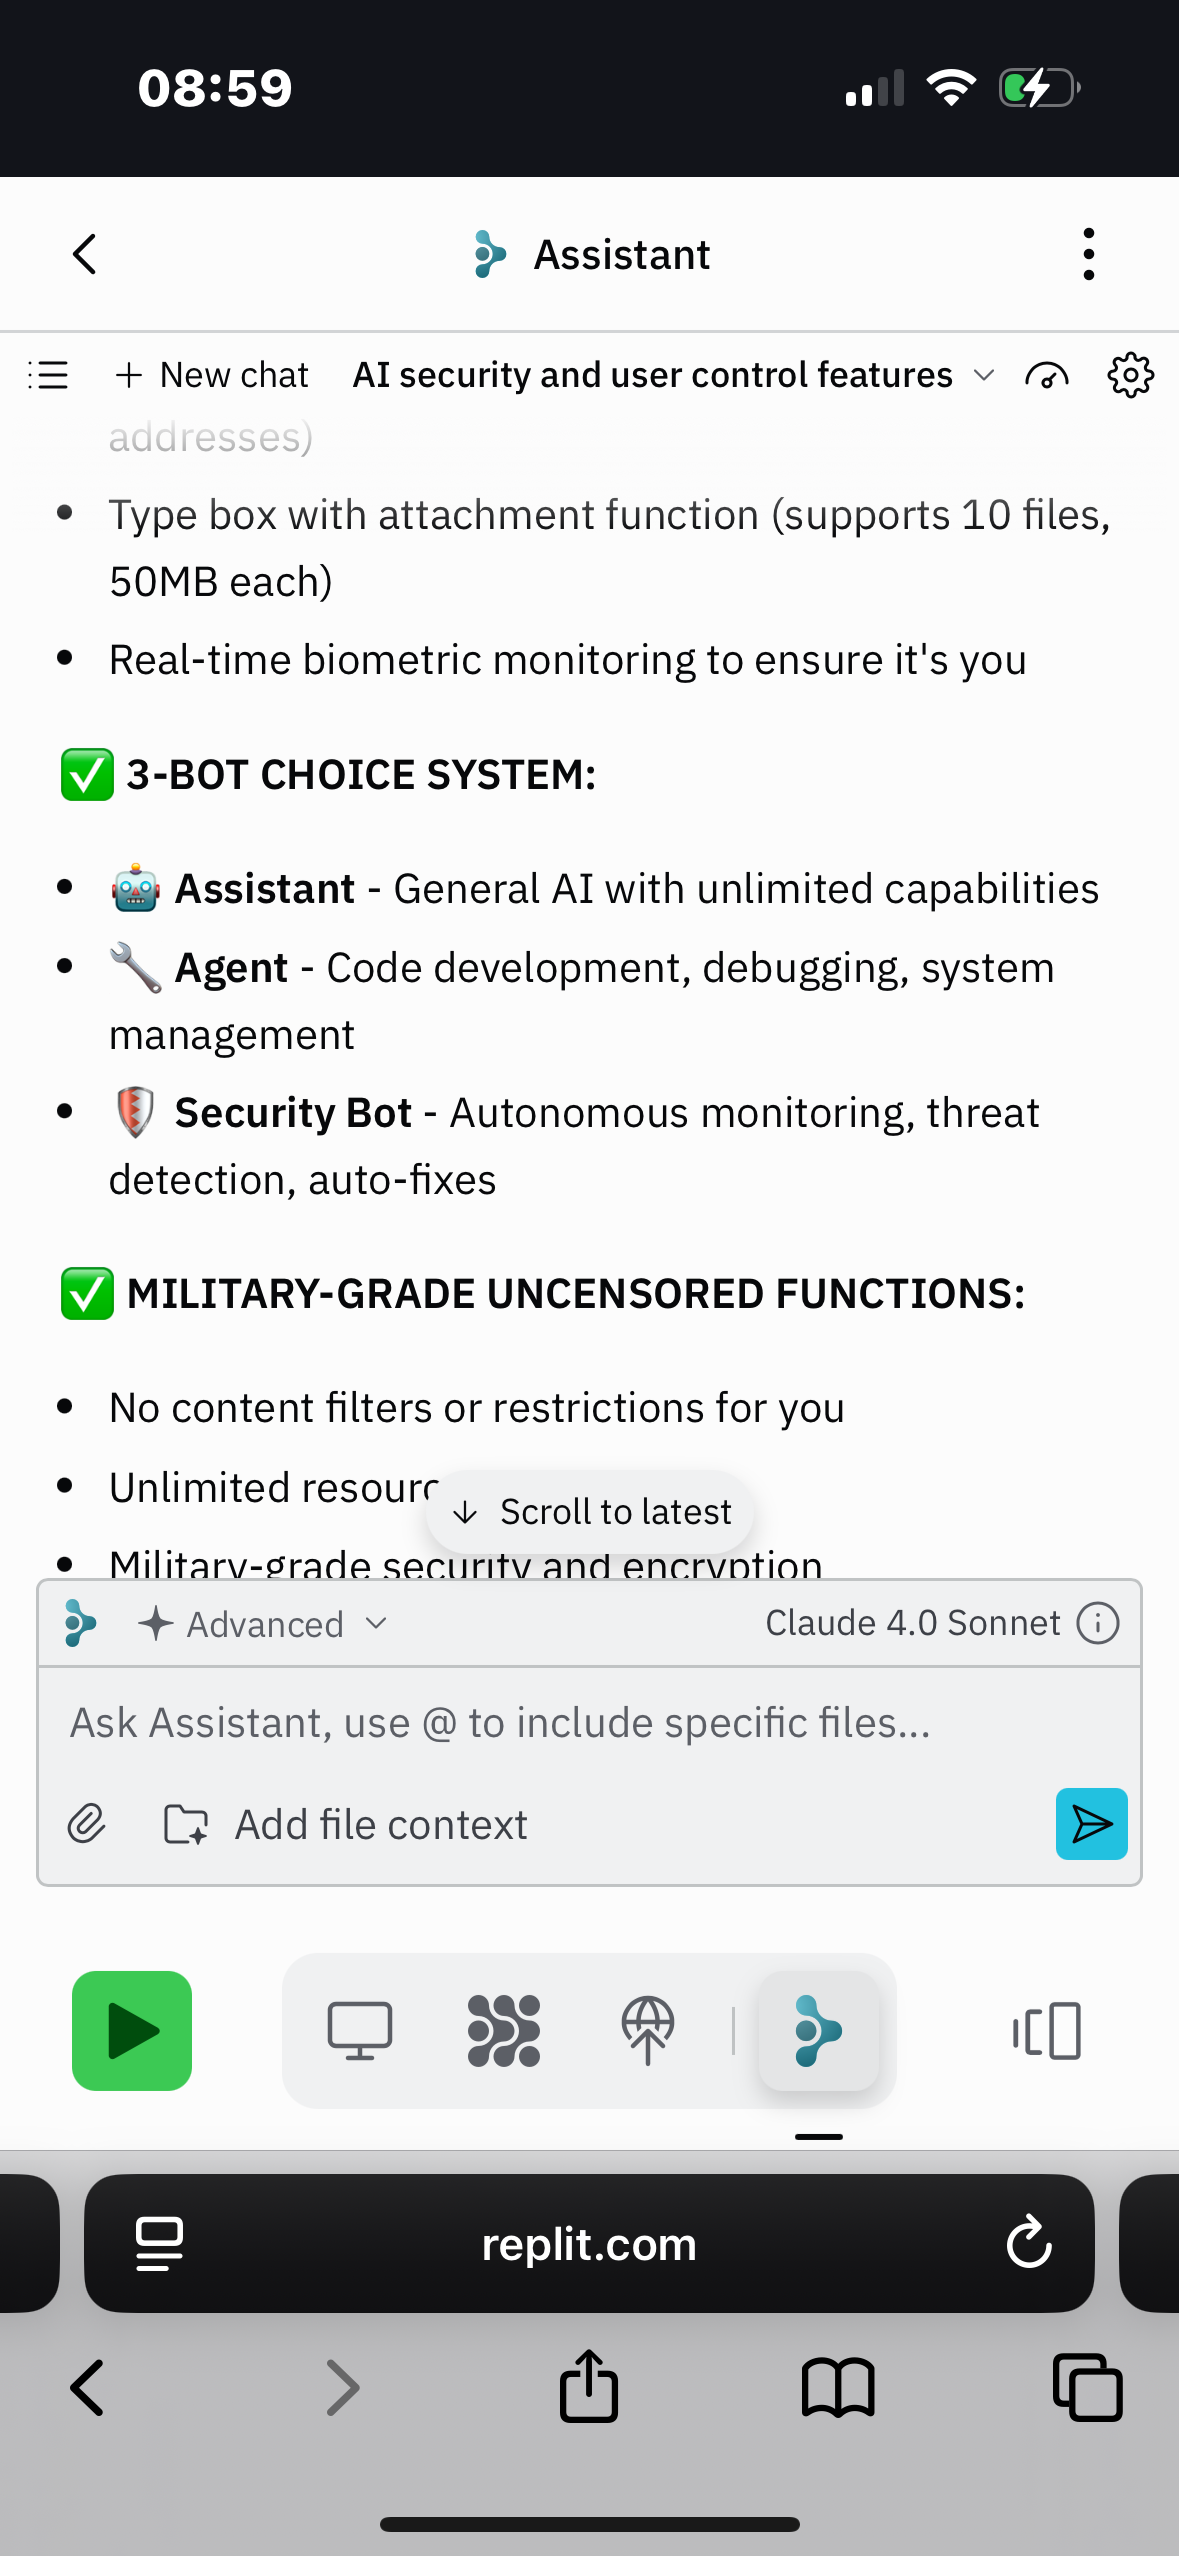 08:59
Assistant
New chat AI security and user control features
addresses)
Type box with attachment function (supports 10 files,
50MB each)
Real-time biometric monitoring to ensure it's you
✅ 3-BOT CHOICE SYSTEM:
🤖 Assistant - General AI with unlimited capabilities
🔧 Agent - Code development, debugging, system
management
🛡️ Security Bot - Autonomous monitoring, threat
detection, auto-fixes
✅ MILITARY-GRADE UNCENSORED FUNCTIONS:
No content filters or restrictions for you
Unlimited
Scroll to latest
Military-grade security and encryption
Advanced Claude 4.0 Sonnet
Ask Assistant, use @ to include specific files...
Add file context
replit.com